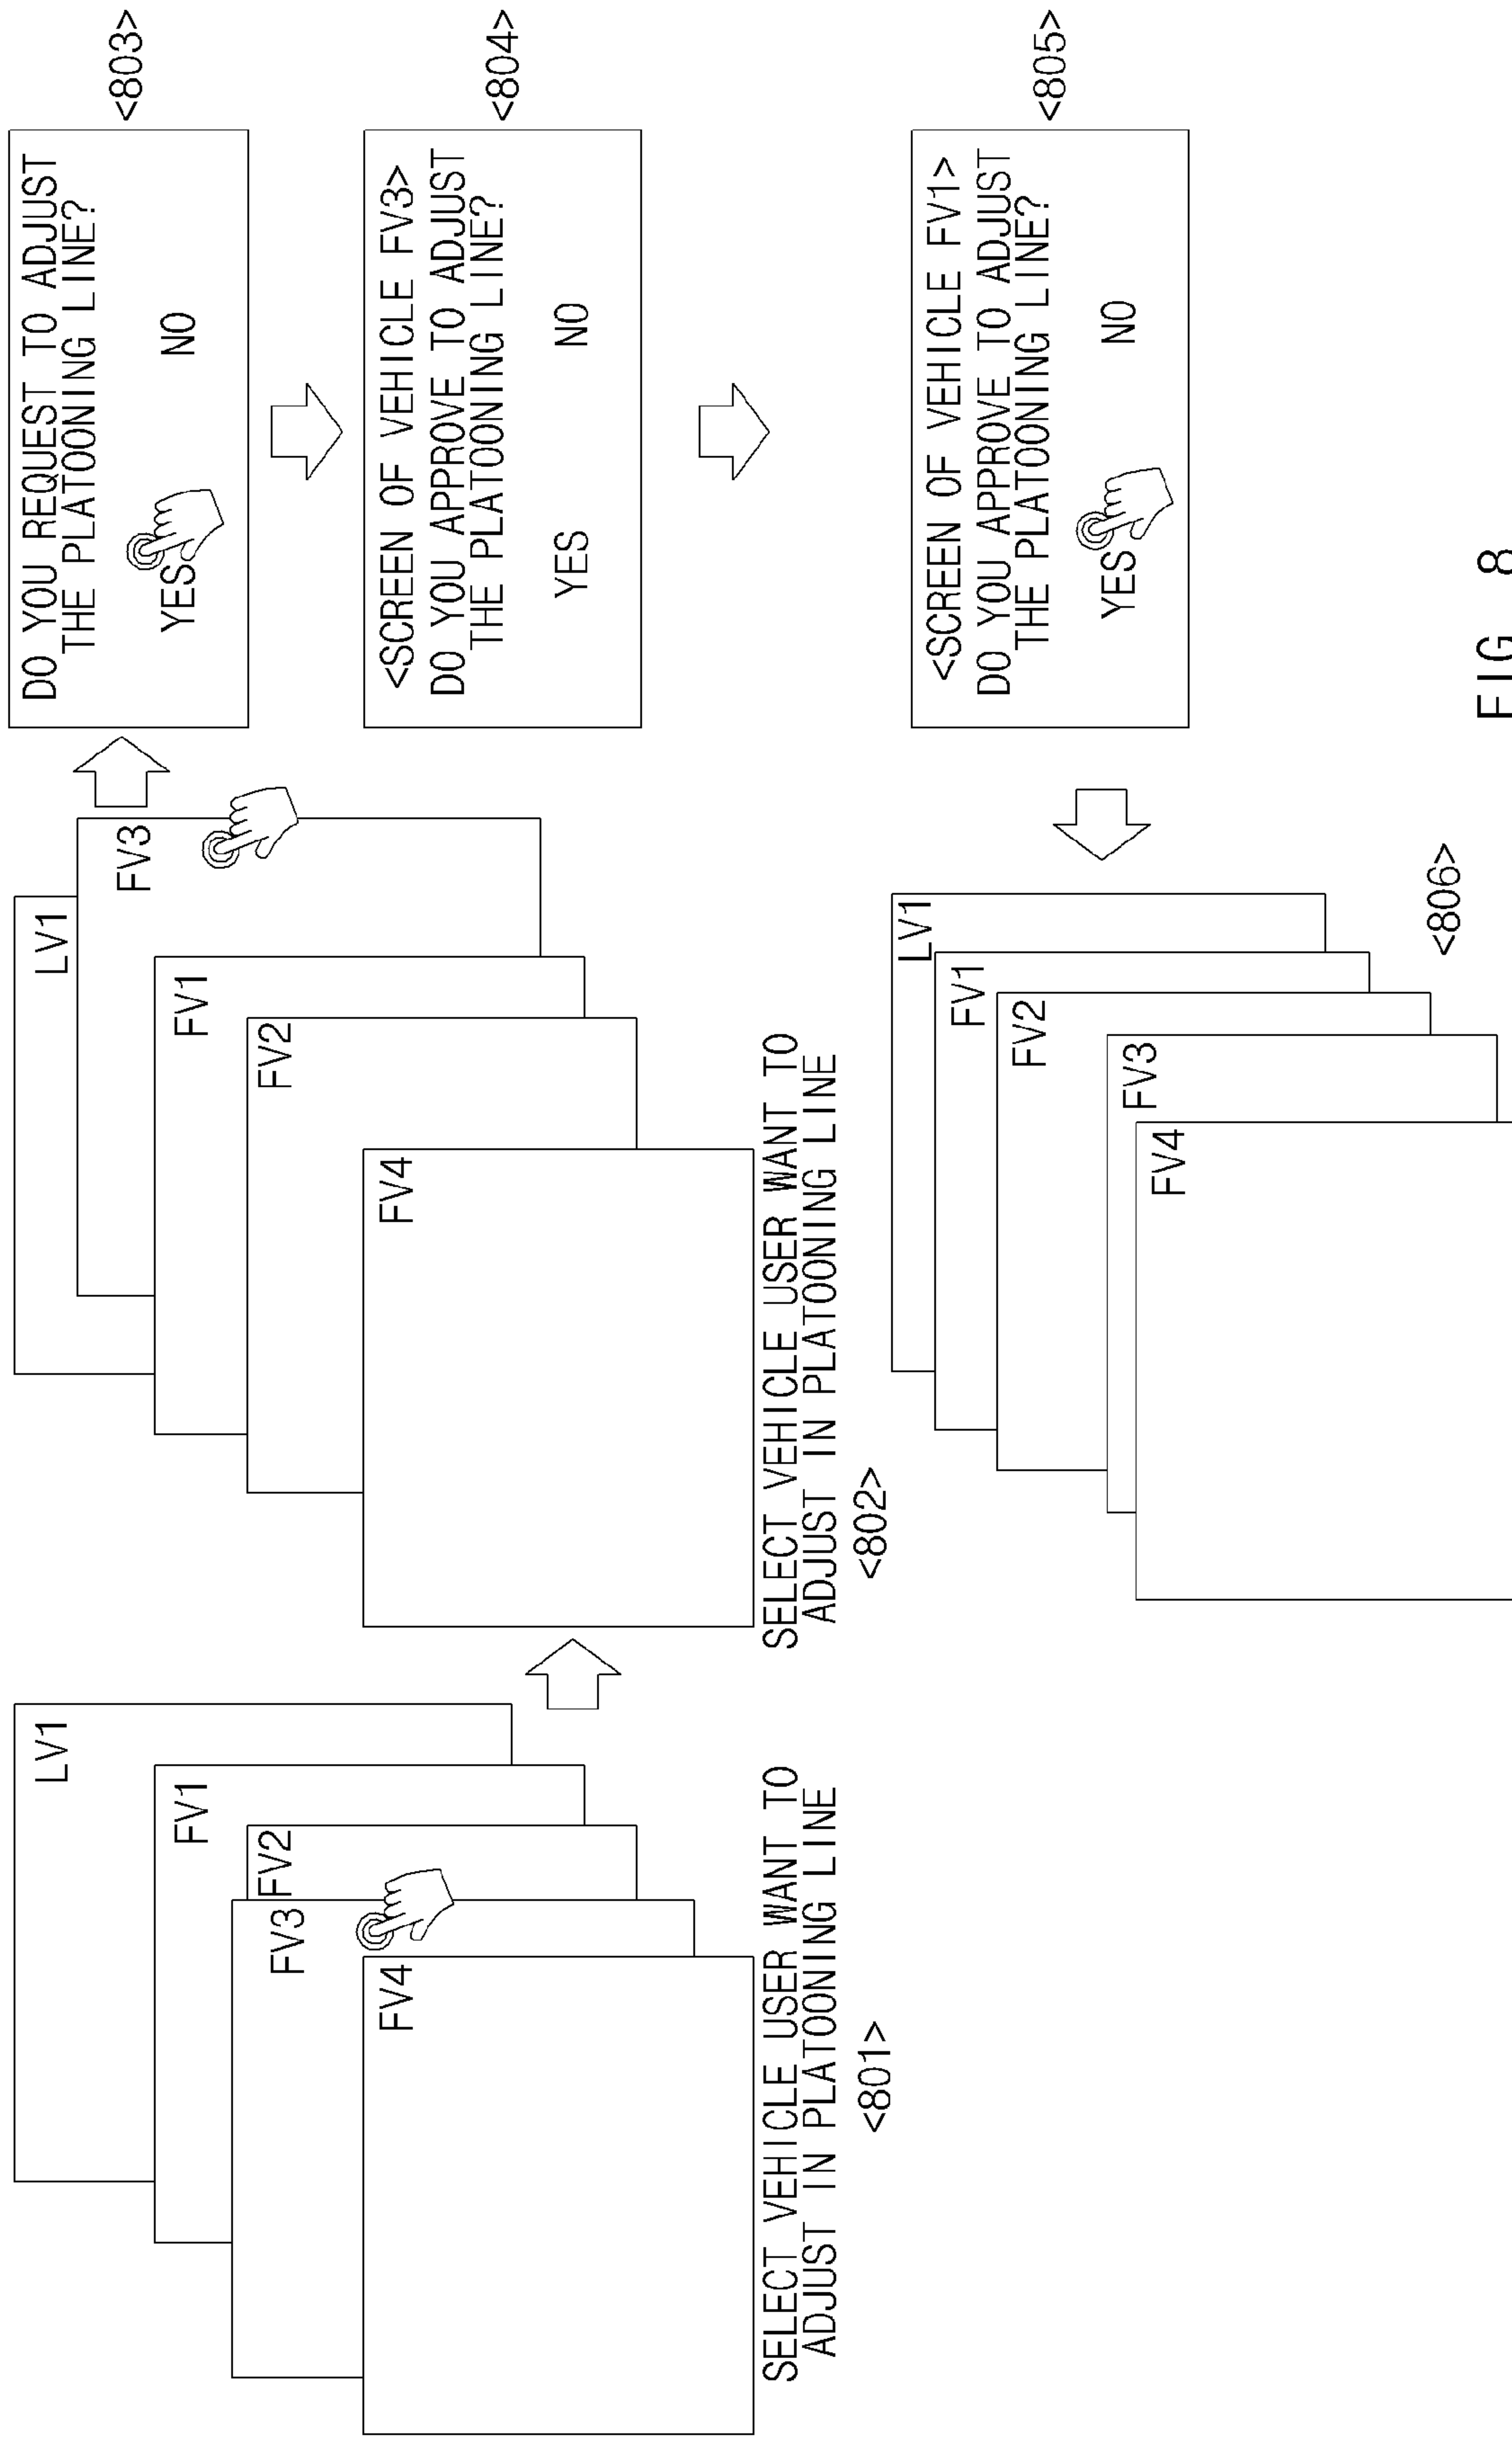 LV1
FV1
FV2
FV3
FV4
SELECT VEHICLE USER WANT TO
ADJUST IN PLATOONING LINE
<801>
LV1
FV3
FV1
FV2
FV4
SELECT VEHICLE USER WANT TO
ADJUST IN PLATOONING LINE
<802>
DO YOU REQUEST TO ADJUST
THE PLATOONING LINE?
YES NO
<803>
<SCREEN OF VEHICLE FV3>
DO YOU APPROVE TO ADJUST
THE PLATOONING LINE?
YES NO
<804>
<SCREEN OF VEHICLE FV1>
DO YOU APPROVE TO ADJUST
THE PLATOONING LINE?
YES NO
<805>
LV1
FV1
FV2
FV3
FV4
<806>
FIG 8